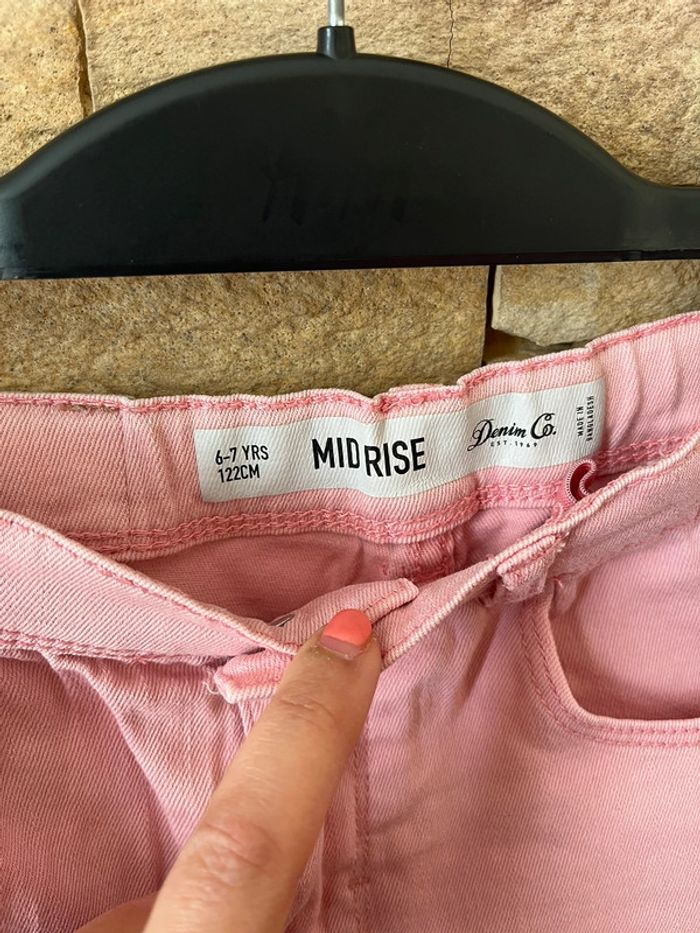 6–7 YRS
122CM
MID RISE
Denim Co.
EST. 1969
MADE IN
BANGLADESH